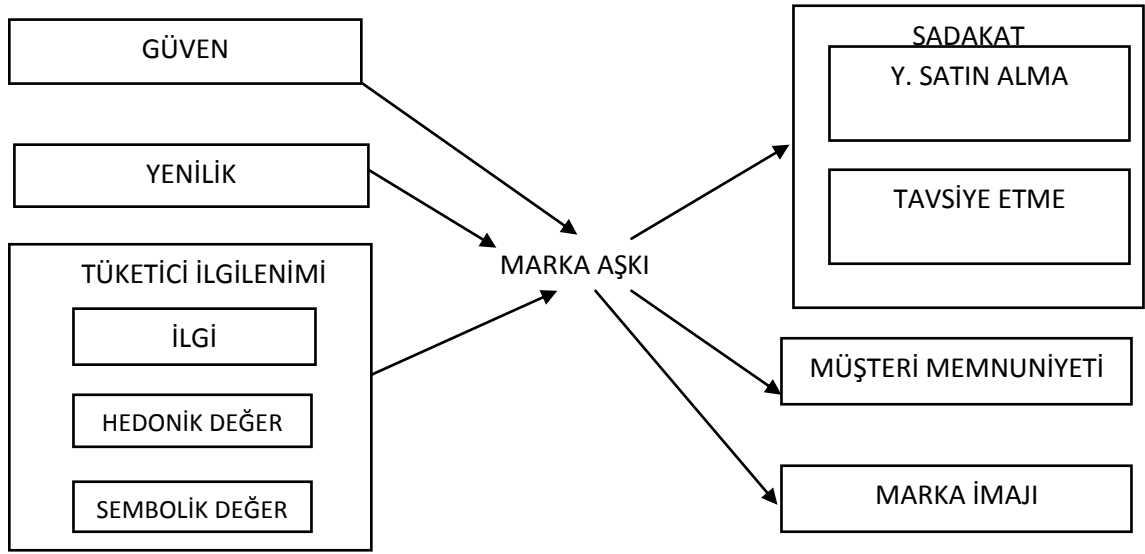 GÜVEN
YENİLİK
TÜKETİCİ İLGİLENİMİ
İLGİ
HEDONİK DEĞER
SEMBOLİK DEĞER
MARKA AŞKI
SADAKAT
Y. SATIN ALMA
TAVSİYE ETME
MÜŞTERİ MEMNUNİYETİ
MARKA İMAJI